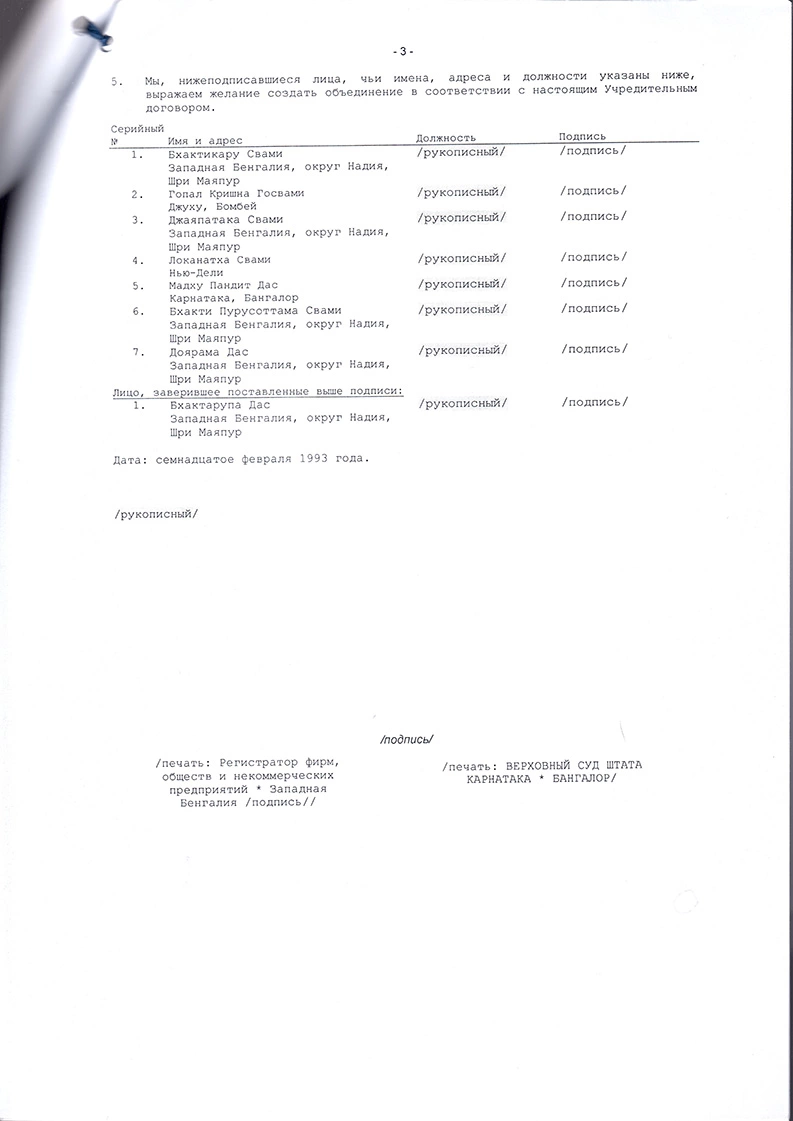 -3-
5. Мы, нижеподписавшиеся лица, чьи имена, адреса и должности указаны ниже,
выражаем желание создать объединение в соответствии с настоящим Учредительным
договором.
Серийный
№ Имя и адрес Должность Подпись
1. Бхактикару Свами /рукописный/ /подпись/
Западная Бенгалия, округ Надия,
Шри Маяпур
2. Гопал Кришна Госвами /рукописный/ /подпись/
Джуху, Бомбей
3. Джаяпатака Свами /рукописный/ /подпись/
Западная Бенгалия, округ Надия,
Шри Маяпур
4. Локанатха Свами /рукописный/ /подпись/
Нью-Дели
5. Мадху Пандит Дас /рукописный/ /подпись/
Карнатака, Бангалор
6. Бхакти Пурусоттама Свами /рукописный/ /подпись/
Западная Бенгалия, округ Надия,
Шри Маяпур
7. Доярама Дас /рукописный/ /подпись/
Западная Бенгалия, округ Надия,
Шри Маяпур
Лицо, заверившее поставленные выше подписи:
1. Бхактарупа Дас /рукописный/ /подпись/
Западная Бенгалия, округ Надия,
Шри Маяпур
Дата: семнадцатое февраля 1993 года.
/рукописный/
/подпись/
/печать: Регистратор фирм,
обществ и некоммерческих
предприятий * Западная
Бенгалия /подпись//
/печать: ВЕРХОВНЫЙ СУД ШТАТА
КАРНАТАКА * БАНГАЛОР/